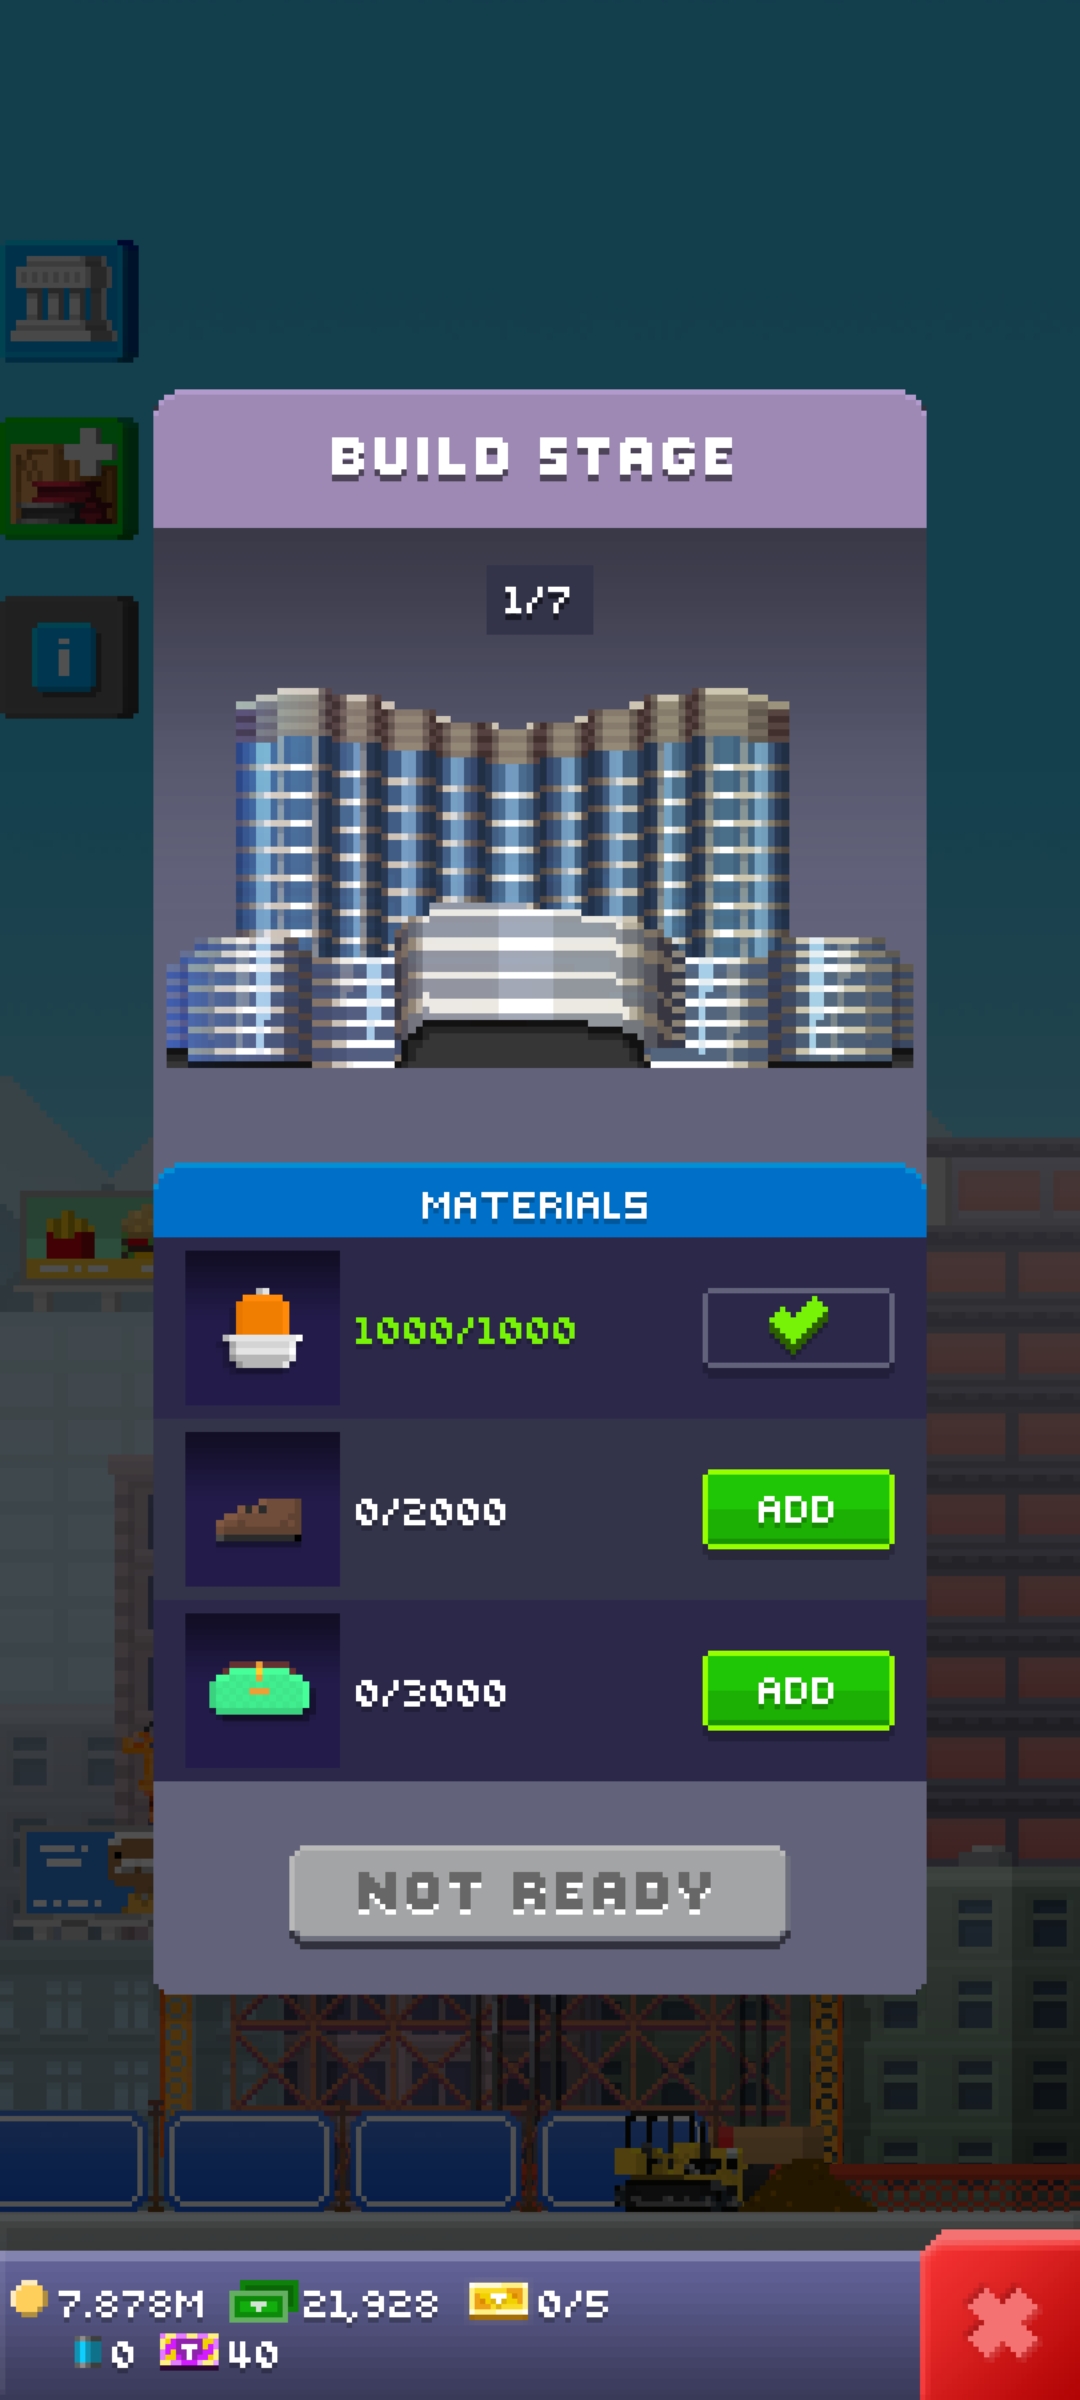 BUILD STAGE
1/7
MATERIALS
1000/1000
0/2000 ADD
0/3000 ADD
NOT READY
7.878M 21,928 0/5
0 40